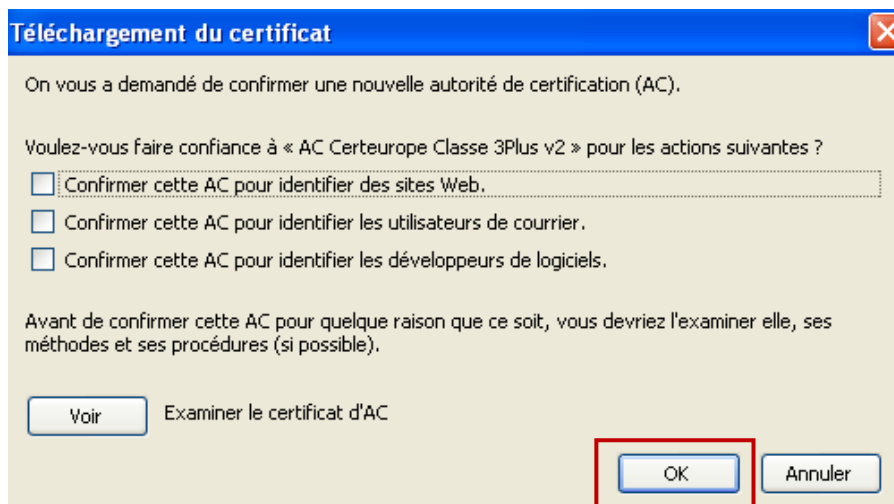 Téléchargement du certificat
On vous a demandé de confirmer une nouvelle autorité de certification (AC).
Voulez-vous faire confiance à « AC Certeurope Classe 3Plus v2 » pour les actions suivantes ?
Confirmer cette AC pour identifier des sites Web.
Confirmer cette AC pour identifier les utilisateurs de courrier.
Confirmer cette AC pour identifier les développeurs de logiciels.
Avant de confirmer cette AC pour quelque raison que ce soit, vous devriez l'examiner elle, ses
méthodes et ses procédures (si possible).
Voir Examiner le certificat d'AC
OK Annuler